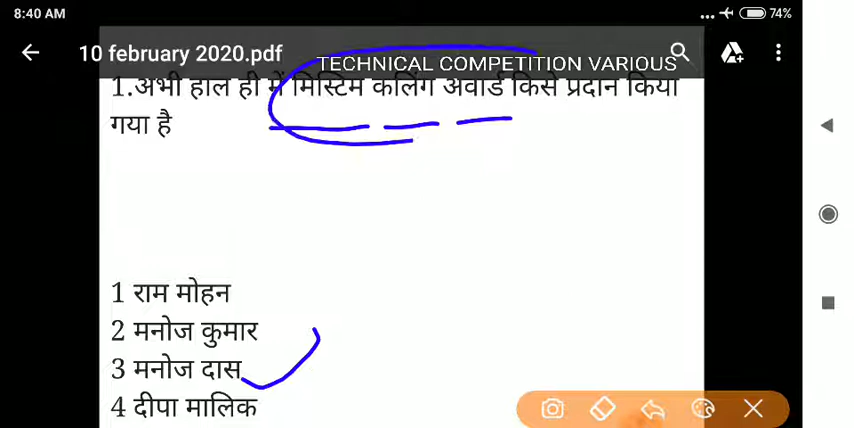 8:40 AM
74%
10 february 2020.pdf
TECHNICAL COMPETITION VARIOUS
1.अभी हाल ही में मिस्टिम कलिंग अवार्ड किसे प्रदान किया
गया है
1 राम मोहन
2 मनोज कुमार
3 मनोज दास
4 दीपा मालिक